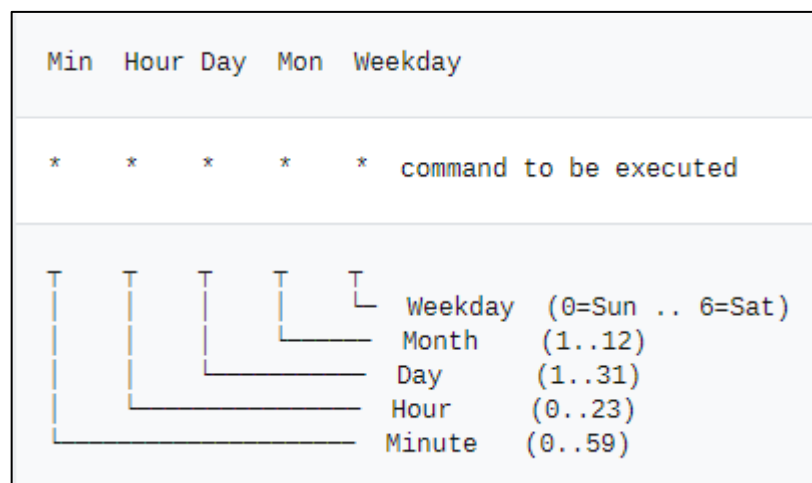 Min Hour Day Mon Weekday
* * * * * command to be executed
Weekday (0=Sun .. 6=Sat)
Month (1..12)
Day (1..31)
Hour (0..23)
Minute (0..59)